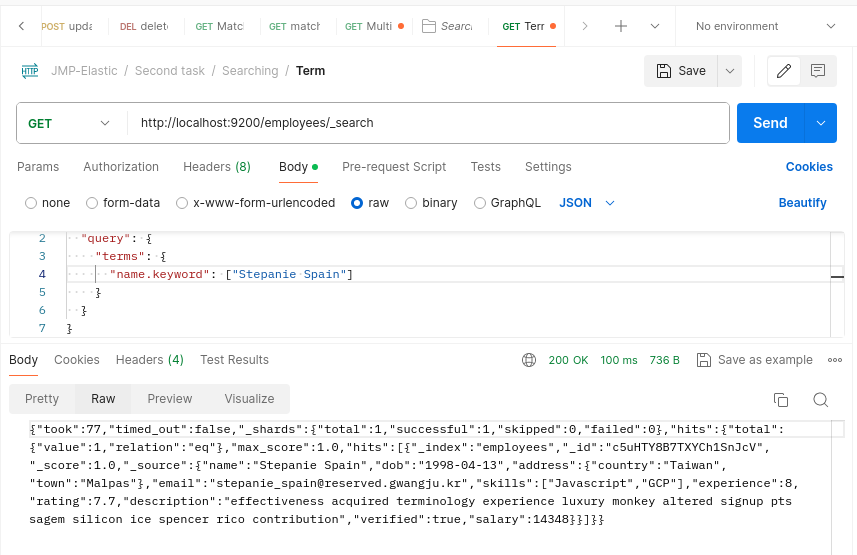 POST upda DEL delet GET Matc GET match GET Multi Searc GET Terr No environment
HTTP JMP-Elastic / Second task / Searching / Term Save
GET http://localhost:9200/employees/_search Send
Params Authorization Headers (8) Body Pre-request Script Tests Settings Cookies
none form-data x-www-form-urlencoded raw binary GraphQL JSON Beautify
2 "query": {
3 "terms": {
4 "name.keyword": ["Stepanie Spain"]
5 }
6 }
7 }
Body Cookies Headers (4) Test Results 200 OK 100 ms 736 B Save as example
Pretty Raw Preview Visualize
{"took":77,"timed_out":false,"_shards":{"total":1,"successful":1,"skipped":0,"failed":0},"hits":{"total":
{"value":1,"relation":"eq"},"max_score":1.0,"hits":[{"_index":"employees","_id":"c5uHTY8B7TXYCh1SnJcV",
"_score":1.0,"_source":{"name":"Stepanie Spain","dob":"1998-04-13","address":{"country":"Taiwan",
"town":"Malpas"},"email":"stepanie_spain@reserved.gwangju.kr","skills":["Javascript","GCP"],"experience":8,
"rating":7.7,"description":"effectiveness acquired terminology experience luxury monkey altered signup pts
sagem silicon ice spencer rico contribution","verified":true,"salary":14348}}]}}